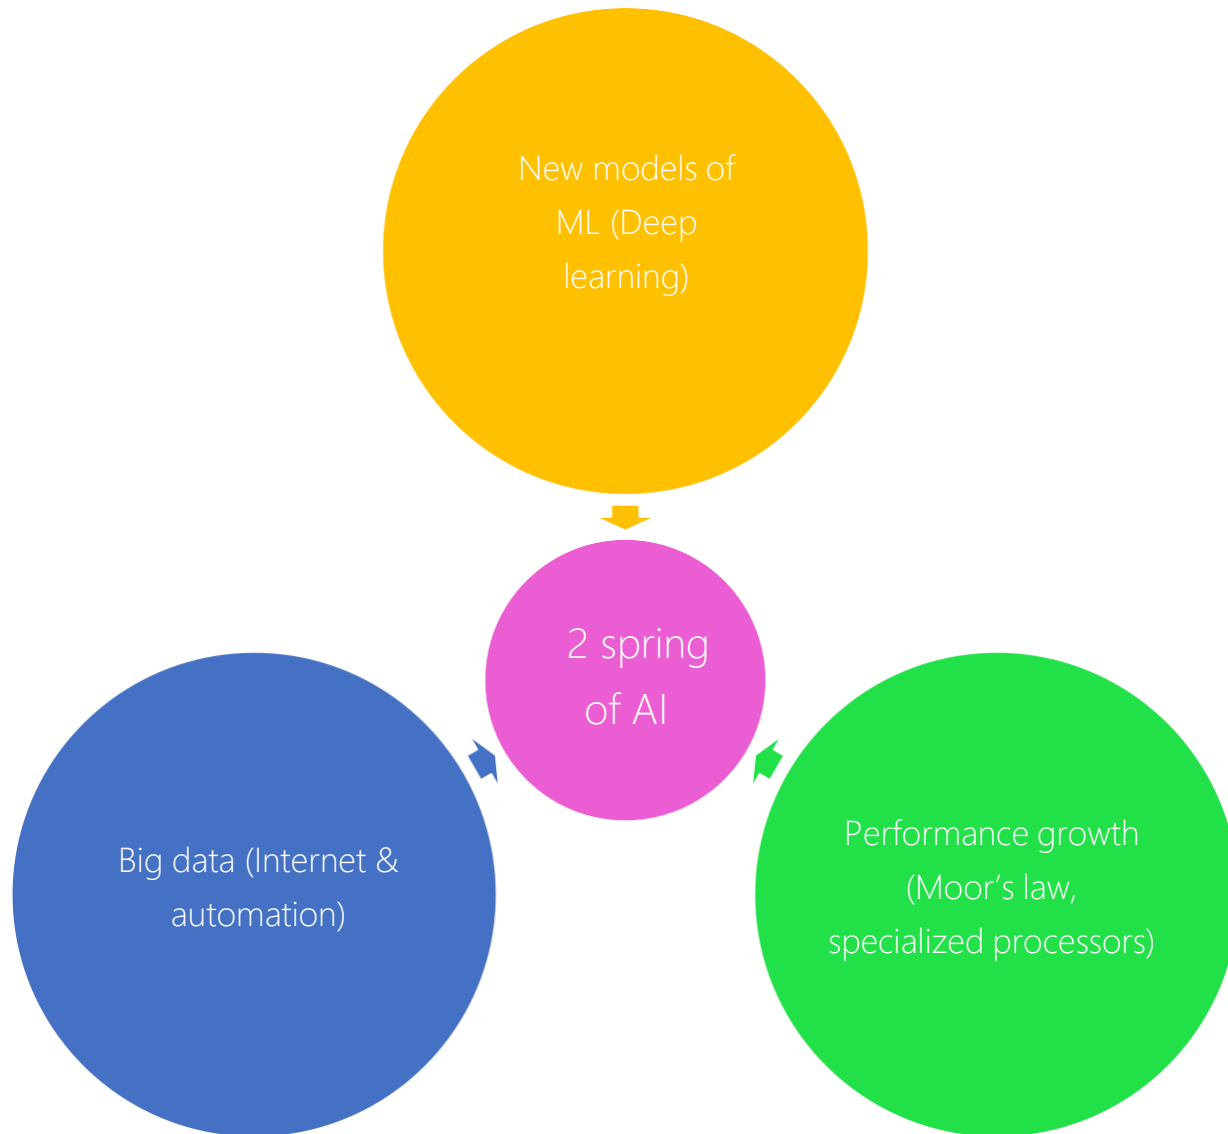 New models of
ML (Deep
learning)
2 spring
of AI
Big data (Internet &
automation)
Performance growth
(Moor’s law,
specialized processors)